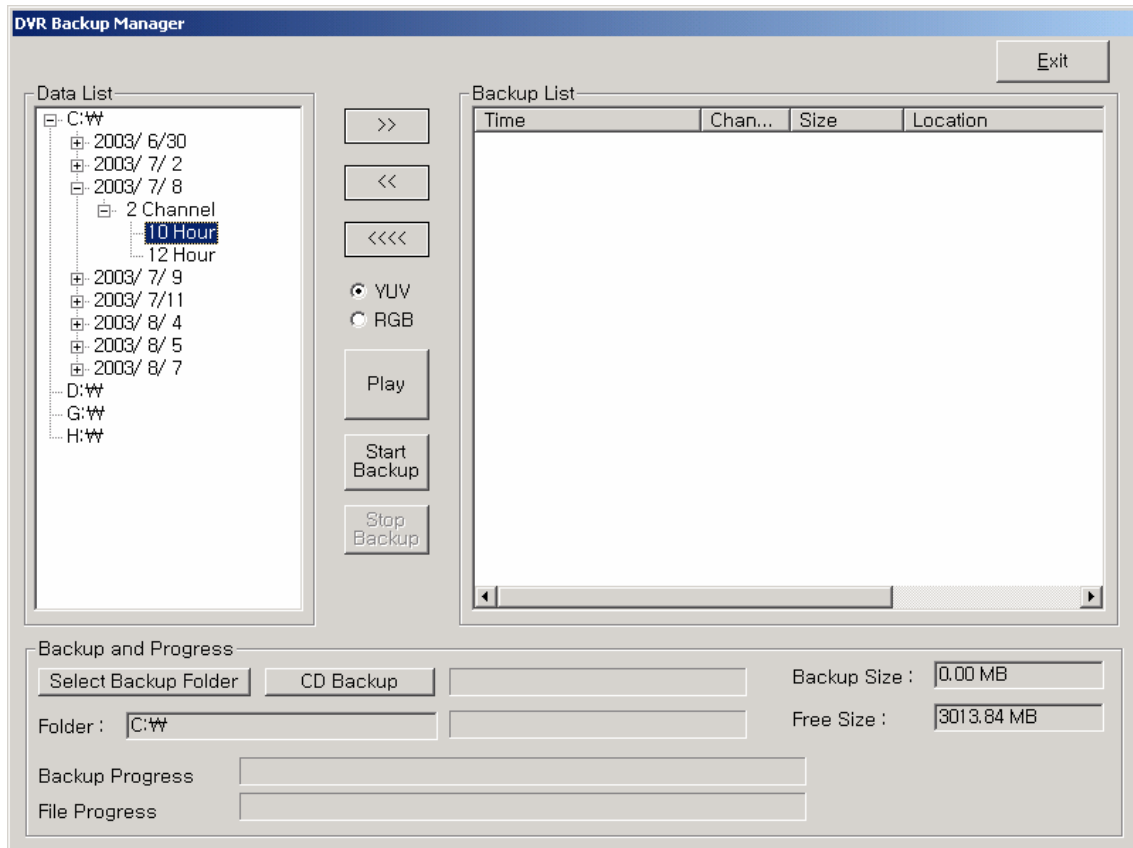 DVR Backup Manager
Exit
Data List
C:₩
2003/ 6/30
2003/ 7/ 2
2003/ 7/ 8
2 Channel
10 Hour
12 Hour
2003/ 7/ 9
2003/ 7/11
2003/ 8/ 4
2003/ 8/ 5
2003/ 8/ 7
D:₩
G:₩
H:₩
>>
<<
<<<<
YUV
RGB
Play
Start
Backup
Stop
Backup
Backup List
Time Chan... Size Location
Backup and Progress
Select Backup Folder CD Backup
Backup Size : 0.00 MB
Folder : C:₩
Free Size : 3013.84 MB
Backup Progress
File Progress